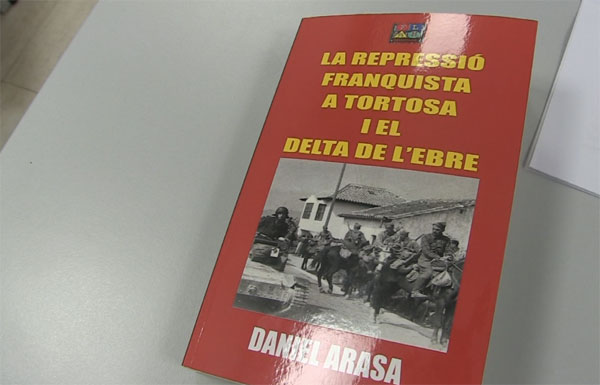 LA REPRESSIÓ
FRANQUISTA
A TORTOSA
I EL
DELTA DE L'EBRE
DANIEL ARASA